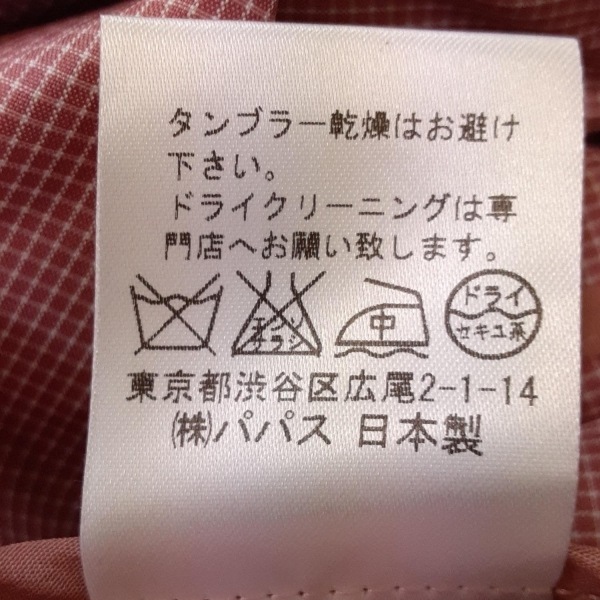 タンブラー乾燥はお避け
下さい。
ドライクリーニングは専
門店へお願い致します。
エンソ
サラシ
中
ドライ
セキユ系
東京都渋谷区広尾2-1-14
㈱パパス 日本製